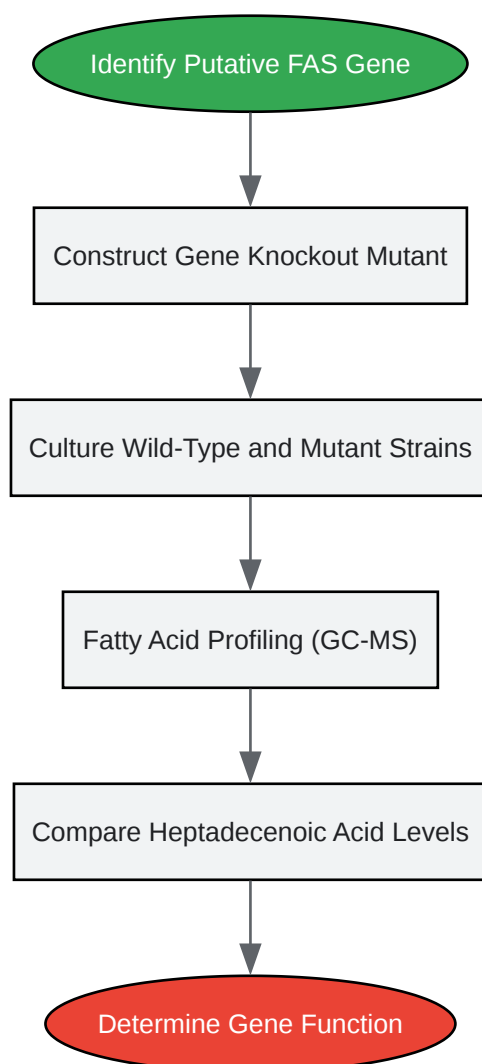 Identify Putative FAS Gene
Construct Gene Knockout Mutant
Culture Wild-Type and Mutant Strains
Fatty Acid Profiling (GC-MS)
Compare Heptadecenoic Acid Levels
Determine Gene Function